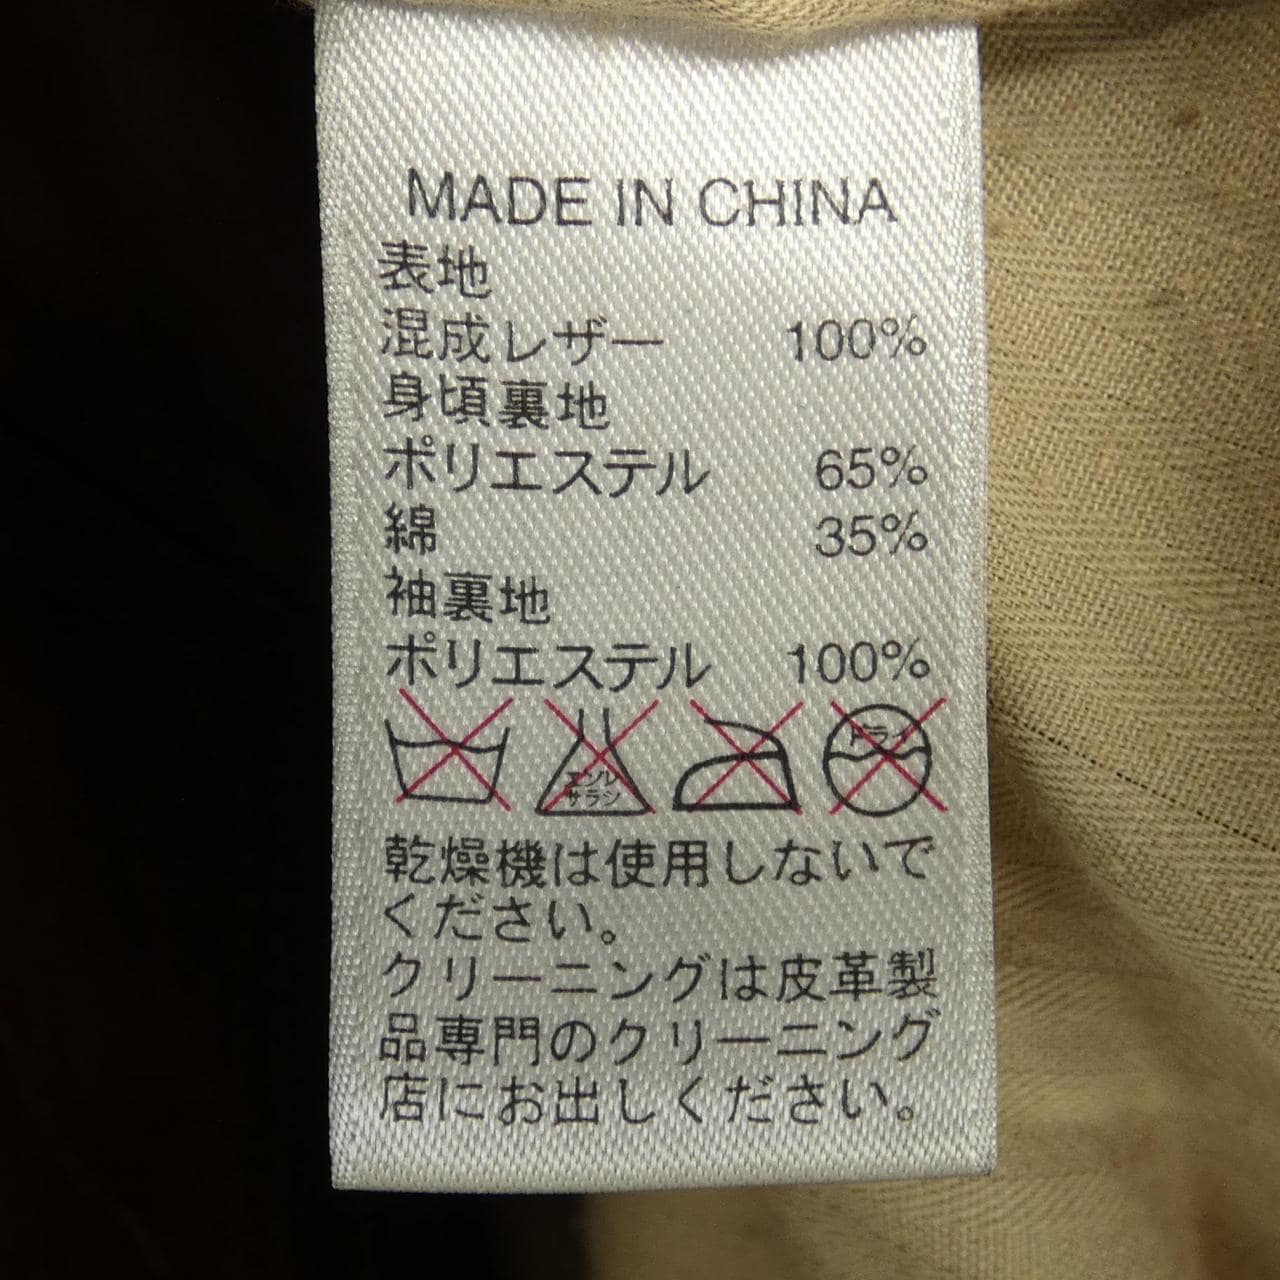 MADE IN CHINA
表地
混成レザー 100%
身頃裏地
ポリエステル 65%
綿 35%
袖裏地
ポリエステル 100%
エンソ
サラシ
ドライ
乾燥機は使用しないで
ください。
クリーニングは皮革製
品専門のクリーニング
店にお出しください。